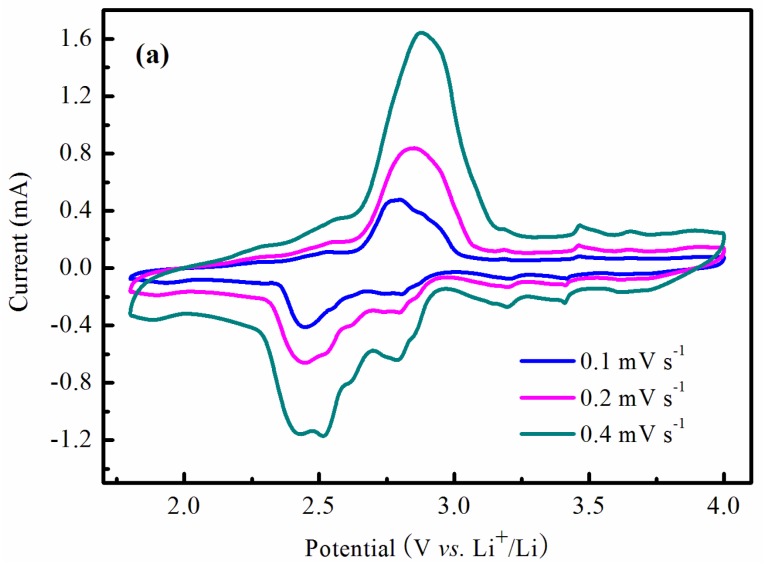 (a)
1.6
1.2
0.8
0.4
0.0
-0.4
-0.8
-1.2
Current (mA)
0.1 mV s⁻¹
0.2 mV s⁻¹
0.4 mV s⁻¹
2.0 2.5 3.0 3.5 4.0
Potential (V vs. Li⁺/Li)